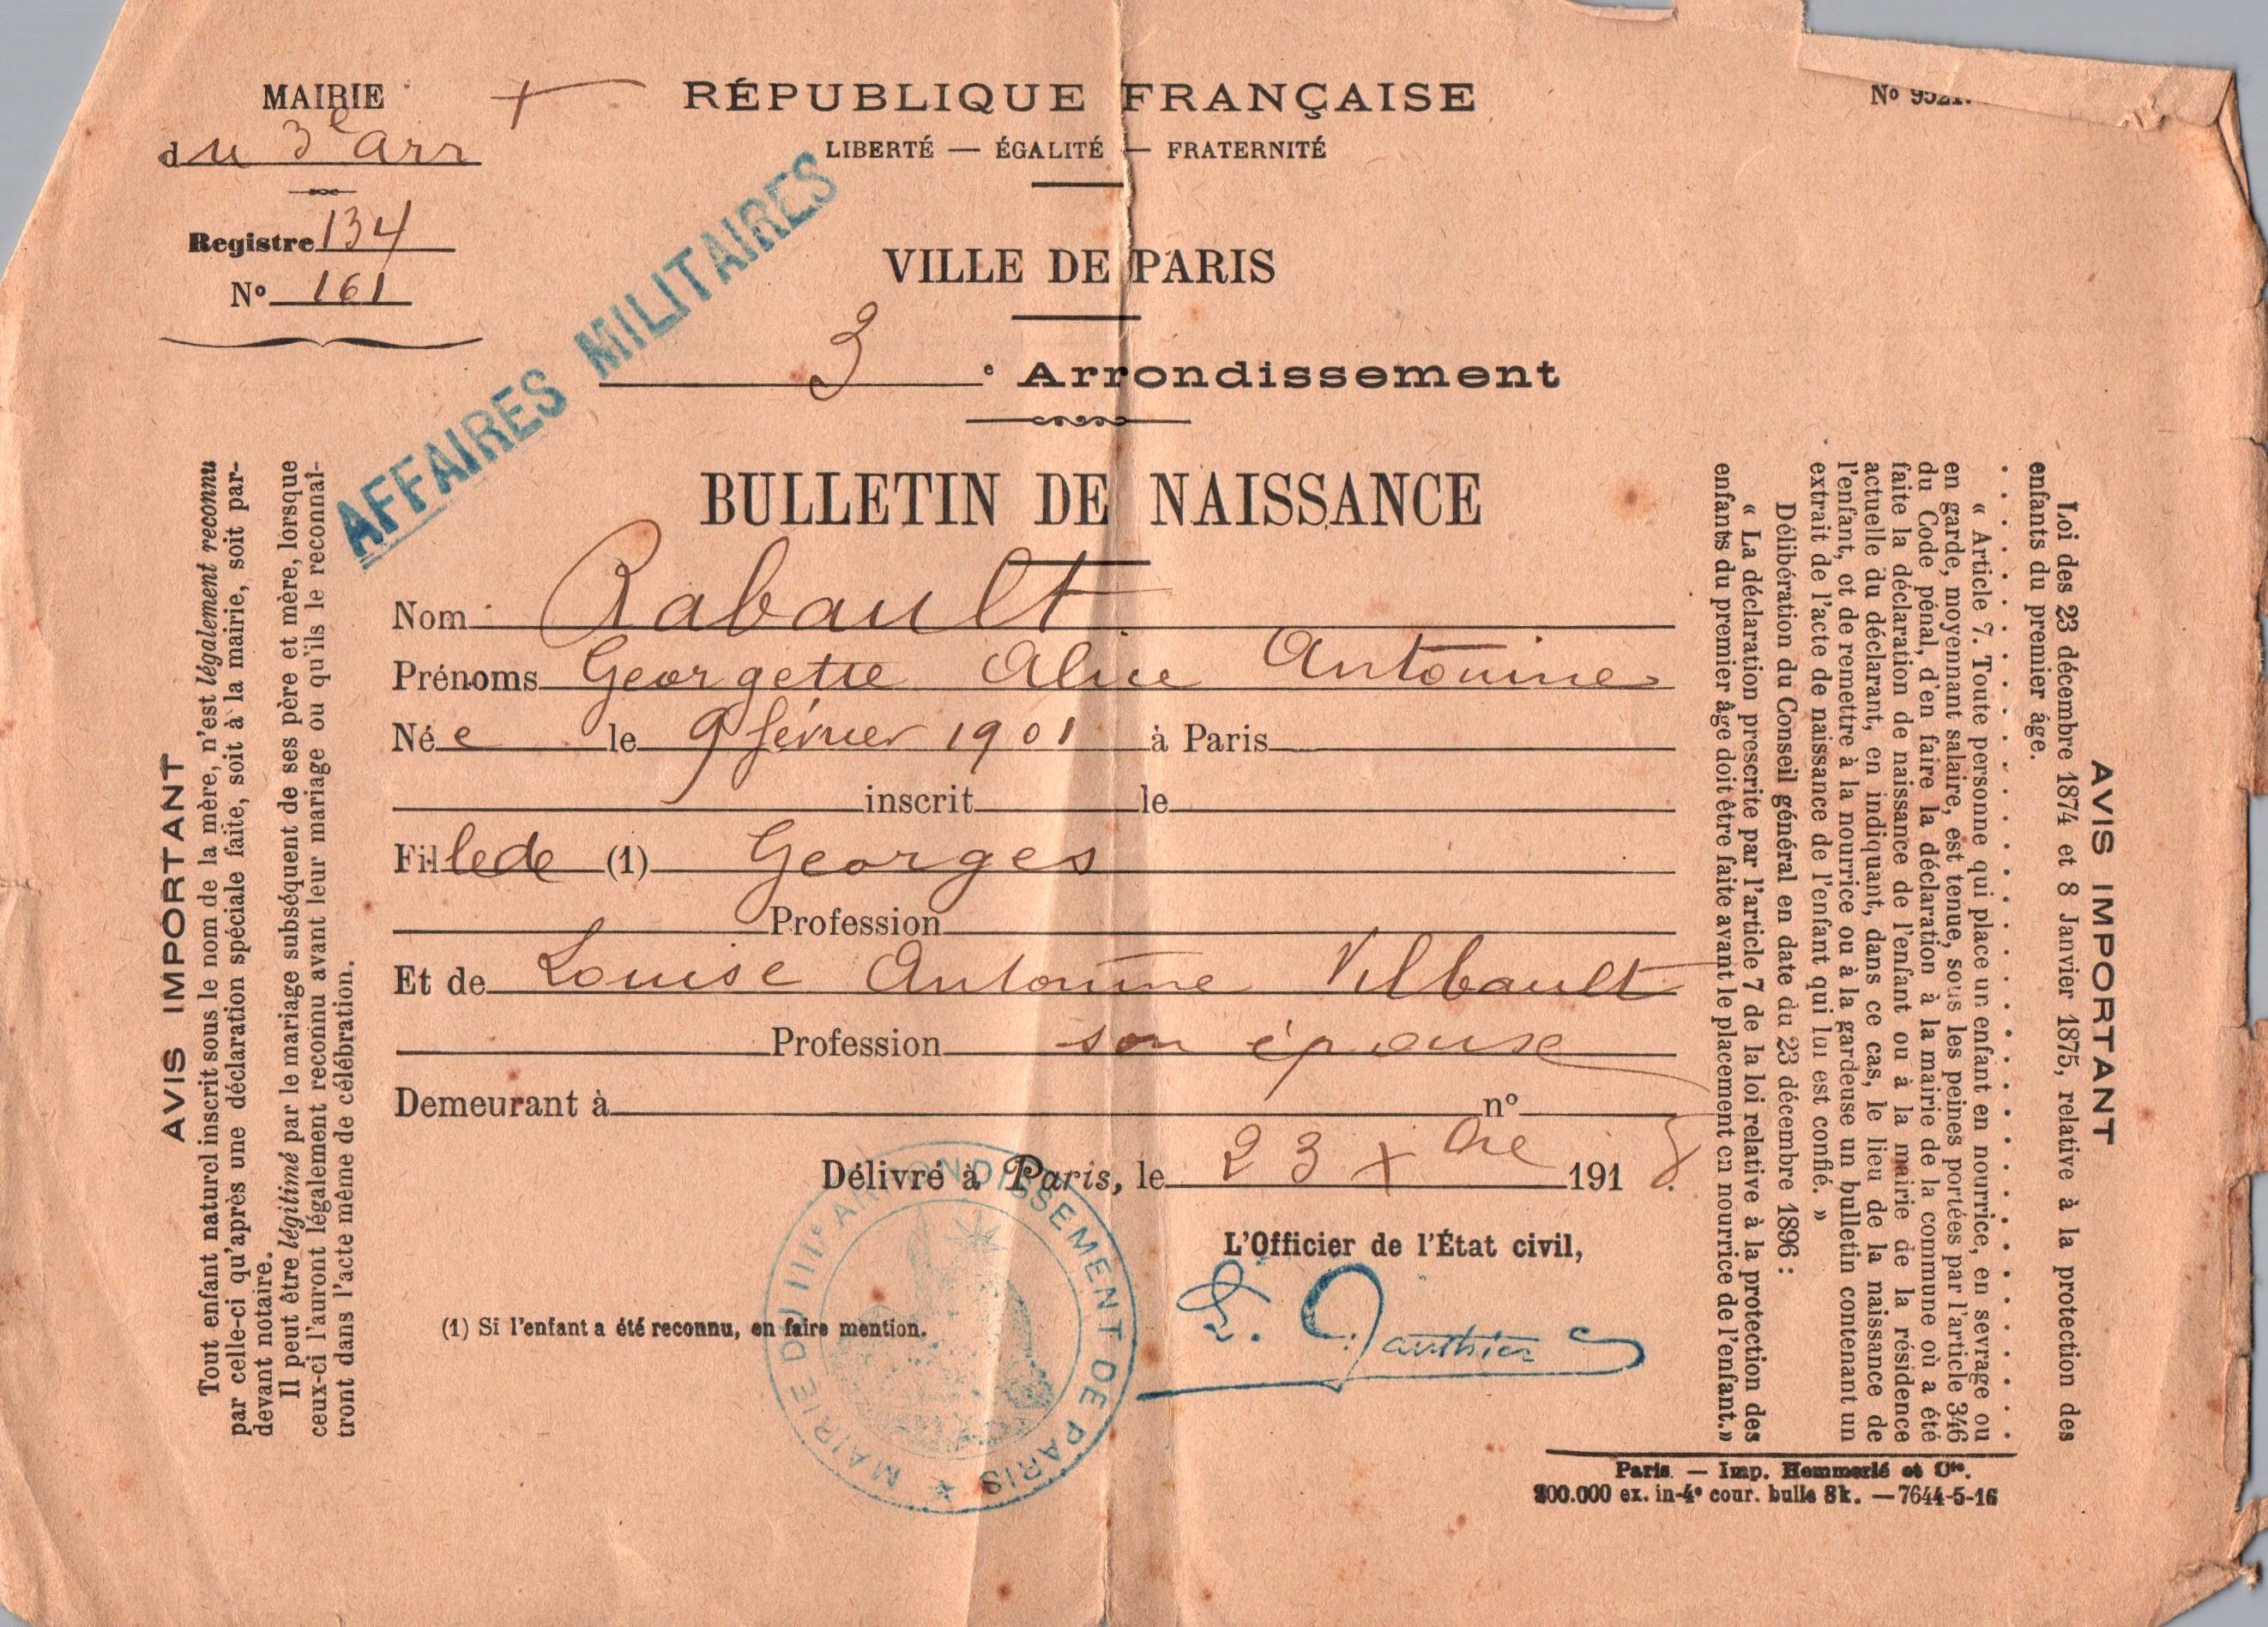 MAIRIE
du 3e arr
Registre 134
No 161
RÉPUBLIQUE FRANÇAISE
LIBERTÉ — ÉGALITÉ — FRATERNITÉ
No
VILLE DE PARIS
3e Arrondissement
AFFAIRES MILITAIRES
BULLETIN DE NAISSANCE
Nom Rabault
Prénoms Georgette Alice Antonine
Née le 9 février 1901 à Paris
inscrit le
Fille de (1) Georges
Profession
Et de Louise Antonine Vilbault
Profession son épouse
Demeurant à no
Délivré à Paris, le 23 Xbre 1918.
L'Officier de l'État civil,
E. Gauthier
(1) Si l'enfant a été reconnu, en faire mention.
MAIRIE DU IIIe ARRONDISSEMENT DE PARIS
AVIS IMPORTANT
Tout enfant naturel inscrit sous le nom de la mère, n'est légalement reconnu
par celle-ci qu'après une déclaration spéciale faite, soit à la mairie, soit par-
devant notaire.
Il peut être légitimé par le mariage subséquent de ses père et mère, lorsque
ceux-ci l'auront légalement reconnu avant leur mariage ou qu'ils le reconnaî-
tront dans l'acte même de célébration.
AVIS IMPORTANT
Loi des 23 décembre 1874 et 8 Janvier 1875, relative à la protection des
enfants du premier âge.
« Article 7. Toute personne qui place un enfant en nourrice, en sevrage ou
en garde, moyennant salaire, est tenue, sous les peines portées par l'article 346
du Code pénal, d'en faire la déclaration à la mairie de la commune où a été
faite la déclaration de naissance de l'enfant ou à la mairie de la résidence
actuelle du déclarant, en indiquant, dans ce cas, le lieu de la naissance de
l'enfant, et de remettre à la nourrice ou à la gardeuse un bulletin contenant un
extrait de l'acte de naissance de l'enfant qui lui est confié. »
Délibération du Conseil général en date du 23 décembre 1896 :
« La déclaration prescrite par l'article 7 de la loi relative à la protection des
enfants du premier âge doit être faite avant le placement en nourrice de l'enfant.»
Paris — Imp. Hemmerlé et Cie.
200.000 ex. in-4o cour. bulle 8k. — 7644-5-16